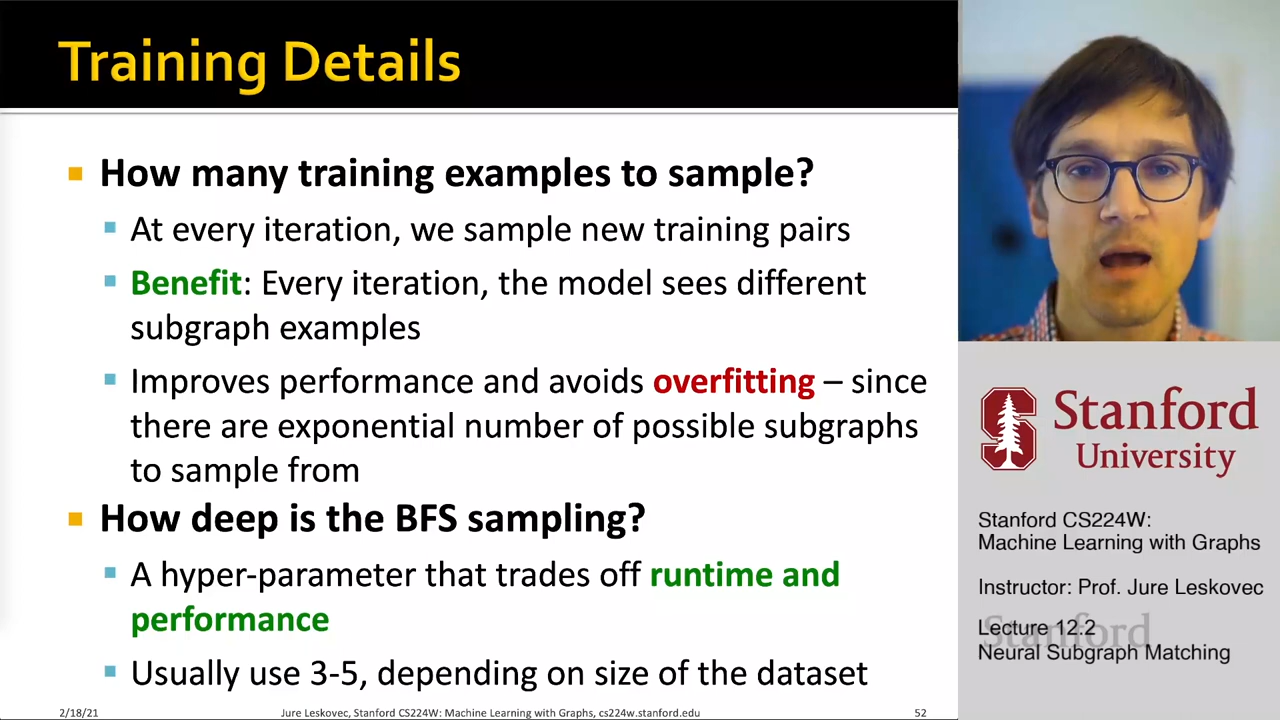 Training Details
How many training examples to sample?
At every iteration, we sample new training pairs
Benefit: Every iteration, the model sees different
subgraph examples
Improves performance and avoids overfitting – since
there are exponential number of possible subgraphs
to sample from
How deep is the BFS sampling?
A hyper-parameter that trades off runtime and
performance
Usually use 3-5, depending on size of the dataset
2/18/21
Jure Leskovec, Stanford CS224W: Machine Learning with Graphs, cs224w.stanford.edu
52
Stanford
University
Stanford CS224W:
Machine Learning with Graphs
Instructor: Prof. Jure Leskovec
Stanford
Lecture 12.2
Neural Subgraph Matching